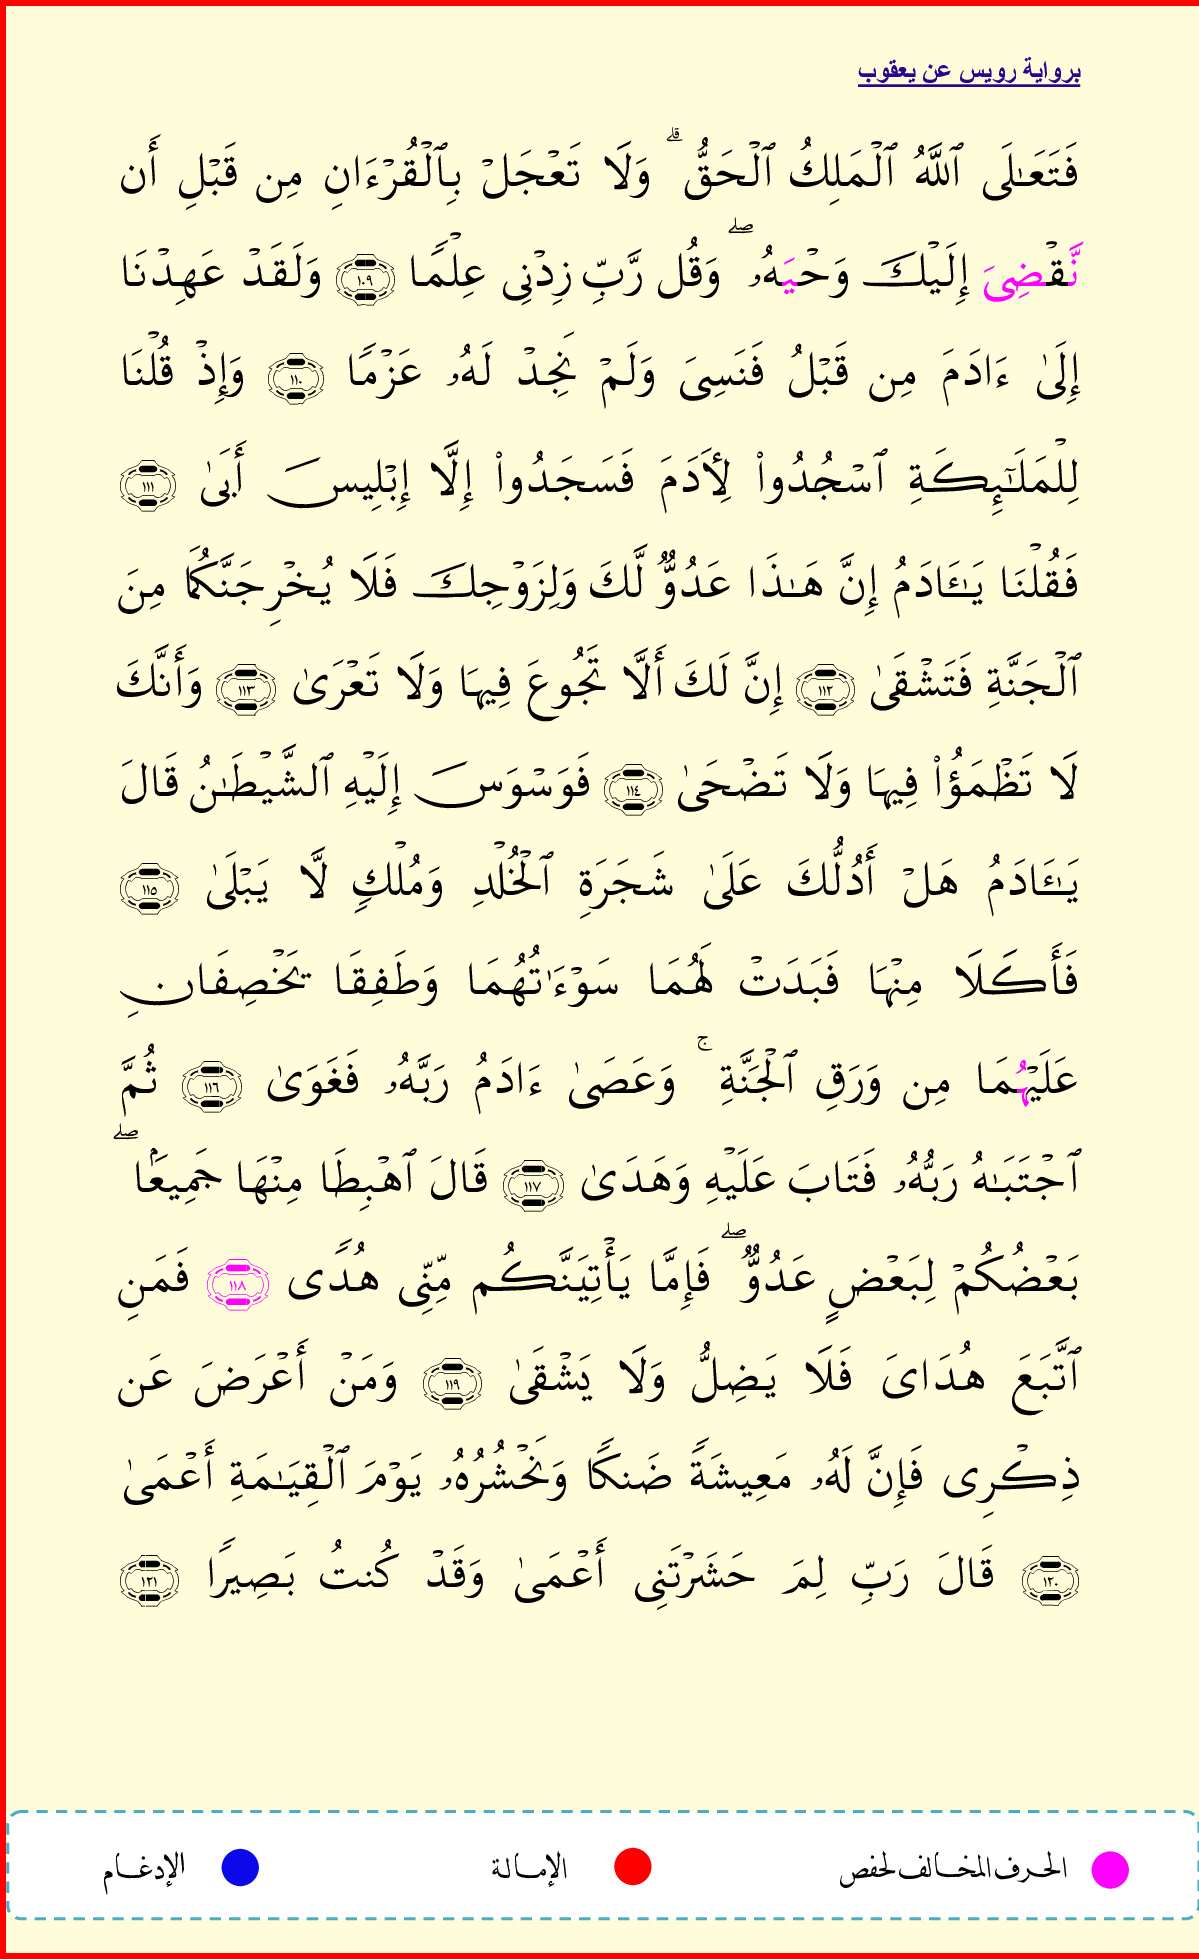 برواية رويس عن يعقوب
فَتَعَـٰلَى ٱللَّهُ ٱلۡمَلِكُ ٱلۡحَقُّۗ وَلَا تَعۡجَلۡ بِٱلۡقُرۡءَانِ مِن قَبۡلِ أَن
نَّقۡضِىَ إِلَيۡكَ وَحۡيَهُۥۖ وَقُل رَّبِّ زِدۡنِى عِلۡمًا ١٠٩ وَلَقَدۡ عَهِدۡنَا
إِلَىٰ ءَادَمَ مِن قَبۡلُ فَنَسِىَ وَلَمۡ نَجِدۡ لَهُۥ عَزۡمًا ١١٠ وَإِذۡ قُلۡنَا
لِلۡمَلَـٰٓئِكَةِ ٱسۡجُدُوا۟ لِأَدَمَ فَسَجَدُوا۟ إِلَّا إِبۡلِيسَ أَبَىٰ ١١١
فَقُلۡنَا يَـٰٓـَٔادَمُ إِنَّ هَـٰذَا عَدُوٌّ لَّكَ وَلِزَوۡجِكَ فَلَا يُخۡرِجَنَّكُمَا مِنَ
ٱلۡجَنَّةِ فَتَشۡقَىٰ ١١٢ إِنَّ لَكَ أَلَّا تَجُوعَ فِيهَا وَلَا تَعۡرَىٰ ١١٣ وَأَنَّكَ
لَا تَظۡمَؤُا۟ فِيهَا وَلَا تَضۡحَىٰ ١١٤ فَوَسۡوَسَ إِلَيۡهِ ٱلشَّيۡطَـٰنُ قَالَ
يَـٰٓـَٔادَمُ هَلۡ أَدُلُّكَ عَلَىٰ شَجَرَةِ ٱلۡخُلۡدِ وَمُلۡكٍ لَّا يَبۡلَىٰ ١١٥
فَأَكَلَا مِنۡهَا فَبَدَتۡ لَهُمَا سَوۡءَٰتُهُمَا وَطَفِقَا يَخۡصِفَانِ
عَلَيۡهُمَا مِن وَرَقِ ٱلۡجَنَّةِۚ وَعَصَىٰ ءَادَمُ رَبَّهُۥ فَغَوَىٰ ١١٦ ثُمَّ
ٱجۡتَبَـٰهُ رَبُّهُۥ فَتَابَ عَلَيۡهِ وَهَدَىٰ ١١٧ قَالَ ٱهۡبِطَا مِنۡهَا جَمِيعَۢاۖ
بَعۡضُكُمۡ لِبَعۡضٍ عَدُوٌّۖ فَإِمَّا يَأۡتِيَنَّكُم مِّنِّى هُدًى ١١٨ فَمَنِ
ٱتَّبَعَ هُدَاىَ فَلَا يَضِلُّ وَلَا يَشۡقَىٰ ١١٩ وَمَنۡ أَعۡرَضَ عَن
ذِكۡرِى فَإِنَّ لَهُۥ مَعِيشَةً ضَنكًا وَنَحۡشُرُهُۥ يَوۡمَ ٱلۡقِيَـٰمَةِ أَعۡمَىٰ
١٢٠ قَالَ رَبِّ لِمَ حَشَرۡتَنِى أَعۡمَىٰ وَقَدۡ كُنتُ بَصِيرًا ١٢١
الحرف المخالف لحفص الإمالة الإدغام